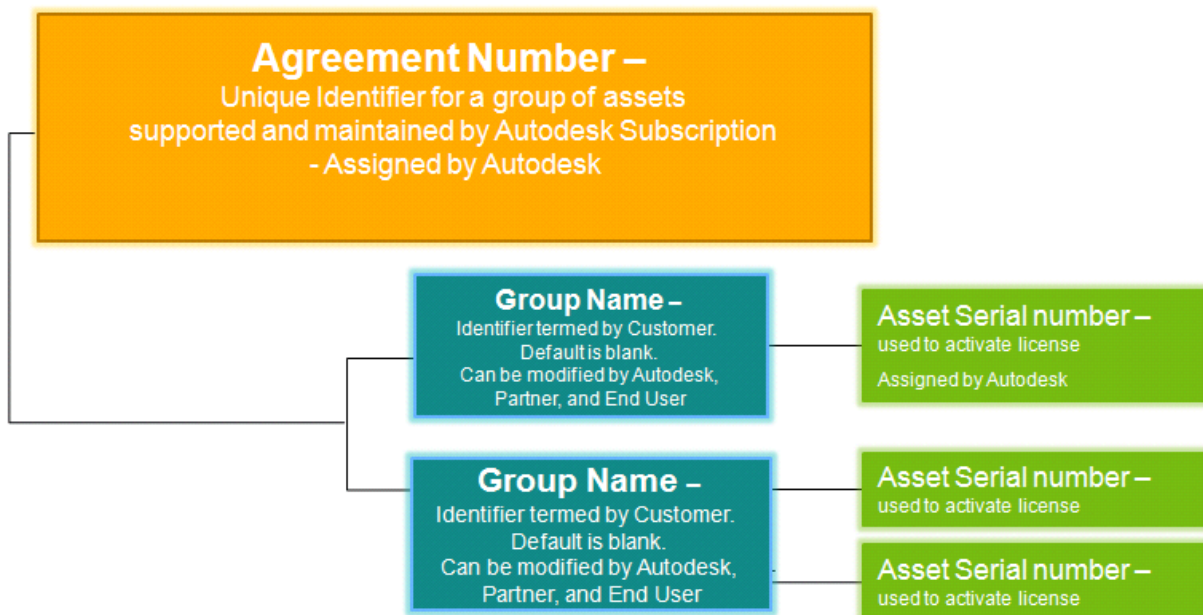 Agreement Number –
Unique Identifier for a group of assets
supported and maintained by Autodesk Subscription
- Assigned by Autodesk
Group Name –
Identifier termed by Customer.
Default is blank.
Can be modified by Autodesk,
Partner, and End User
Asset Serial number –
used to activate license
Assigned by Autodesk
Group Name –
Identifier termed by Customer.
Default is blank.
Can be modified by Autodesk,
Partner, and End User
Asset Serial number –
used to activate license
Asset Serial number –
used to activate license